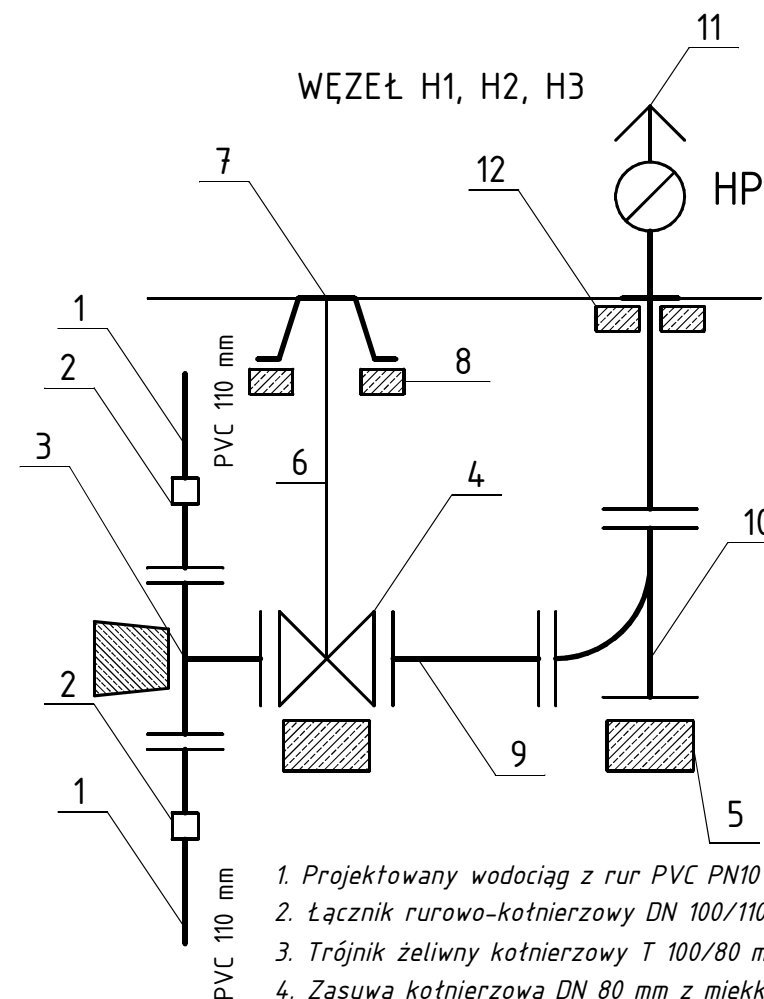 11
WĘZEŁ H1, H2, H3
7
12
HP
1
PVC 110 mm
2
8
3
6
4
10
2
9
1
5
PVC 110 mm
1. Projektowany wodociąg z rur PVC PN10
2. Łącznik rurowo-kołnierzowy DN 100/110
3. Trójnik żeliwny kołnierzowy T 100/80 m
4. Zasuwa kołnierzowa DN 80 mm z miękk